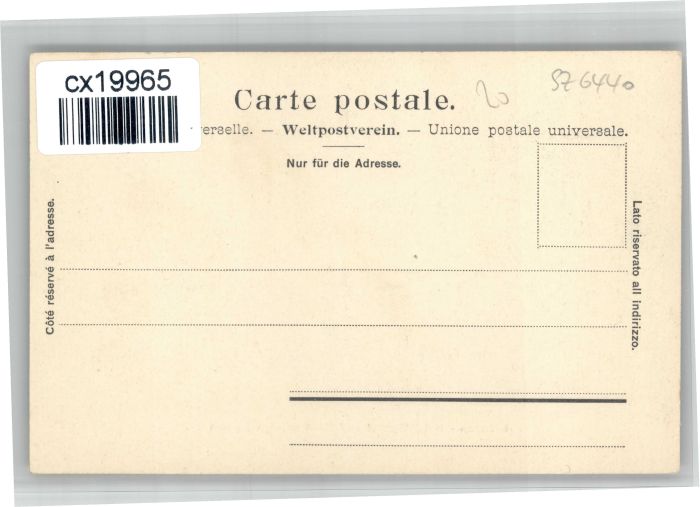 cx19965
Carte postale.
20
SZ6440
verselle. — Weltpostverein. — Unione postale universale.
Nur für die Adresse.
Côté réservé à l'adresse.
Lato riservato all indirizzo.